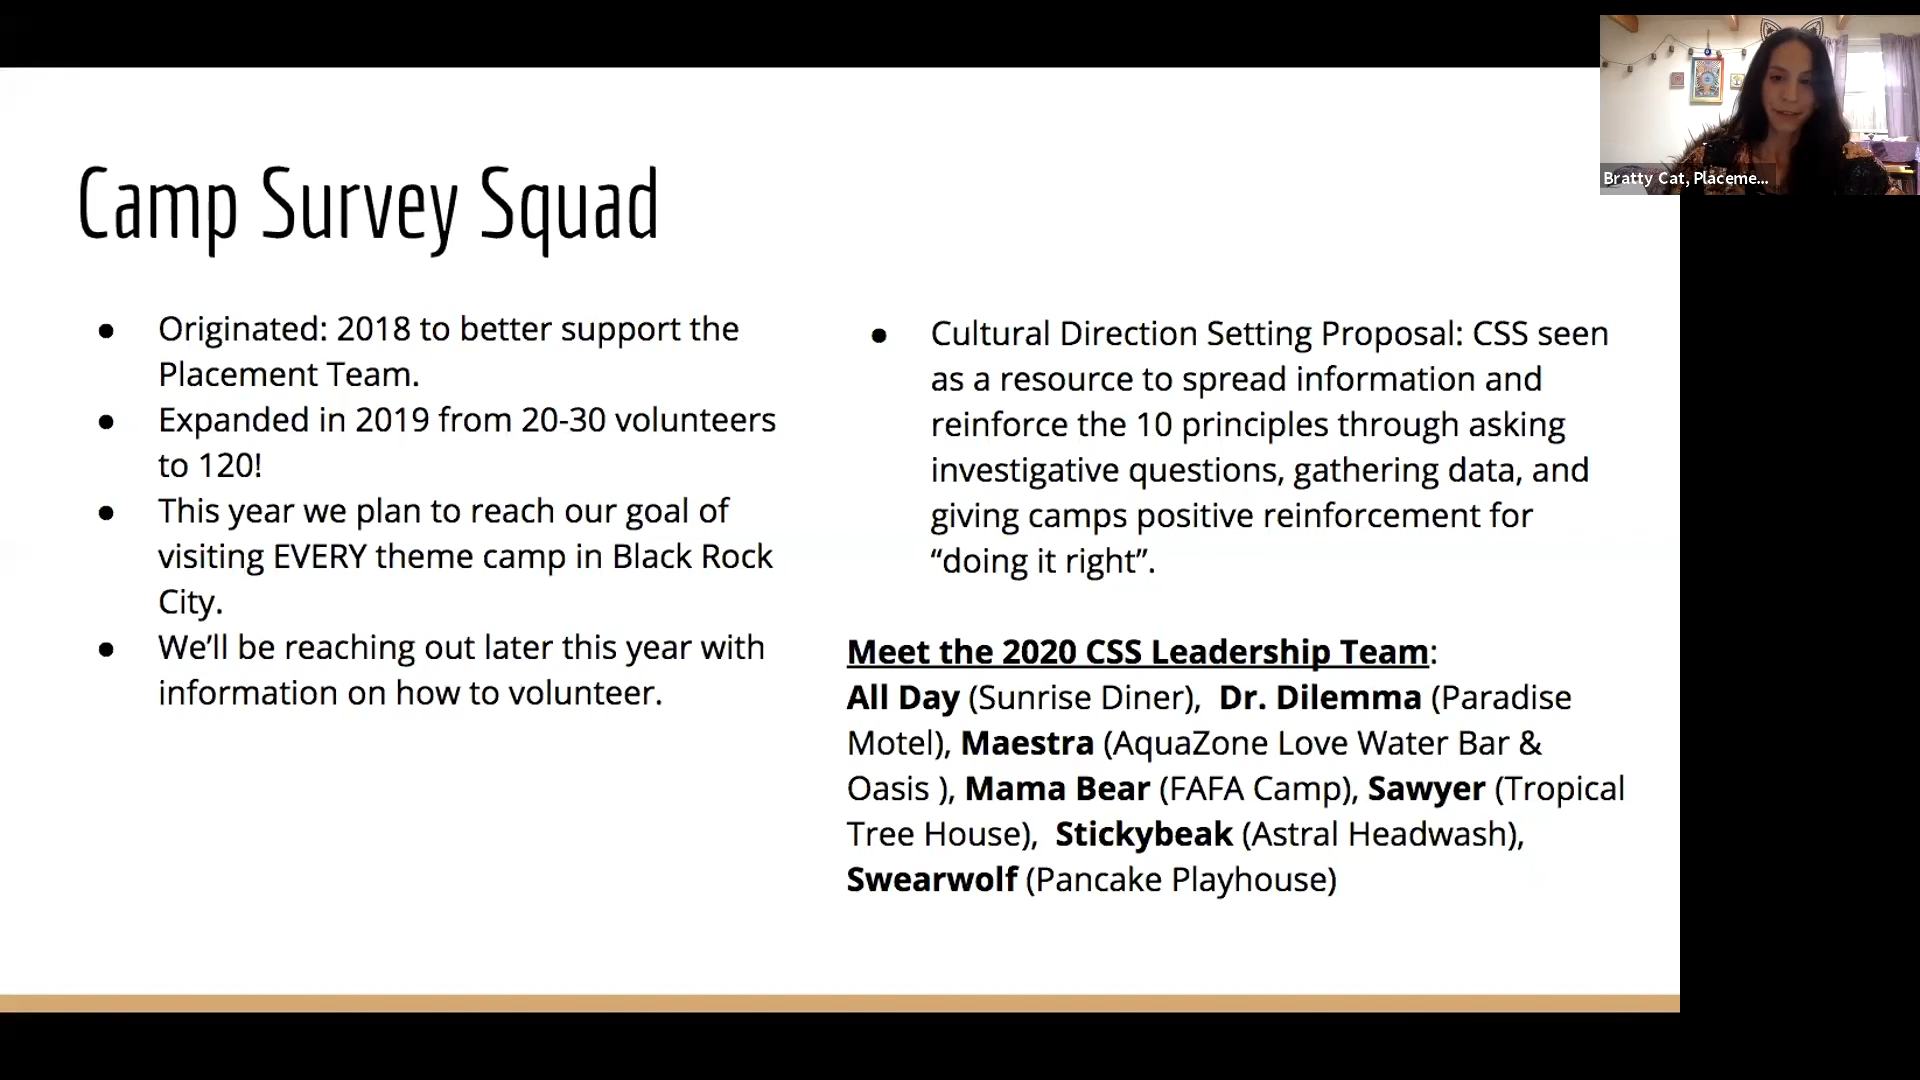 Camp Survey Squad
● Originated: 2018 to better support the
Placement Team.
● Expanded in 2019 from 20-30 volunteers
to 120!
● This year we plan to reach our goal of
visiting EVERY theme camp in Black Rock
City.
● We’ll be reaching out later this year with
information on how to volunteer.
● Cultural Direction Setting Proposal: CSS seen
as a resource to spread information and
reinforce the 10 principles through asking
investigative questions, gathering data, and
giving camps positive reinforcement for
“doing it right”.
Meet the 2020 CSS Leadership Team:
All Day (Sunrise Diner), Dr. Dilemma (Paradise
Motel), Maestra (AquaZone Love Water Bar &
Oasis ), Mama Bear (FAFA Camp), Sawyer (Tropical
Tree House), Stickybeak (Astral Headwash),
Swearwolf (Pancake Playhouse)
Bratty Cat, Placeme...